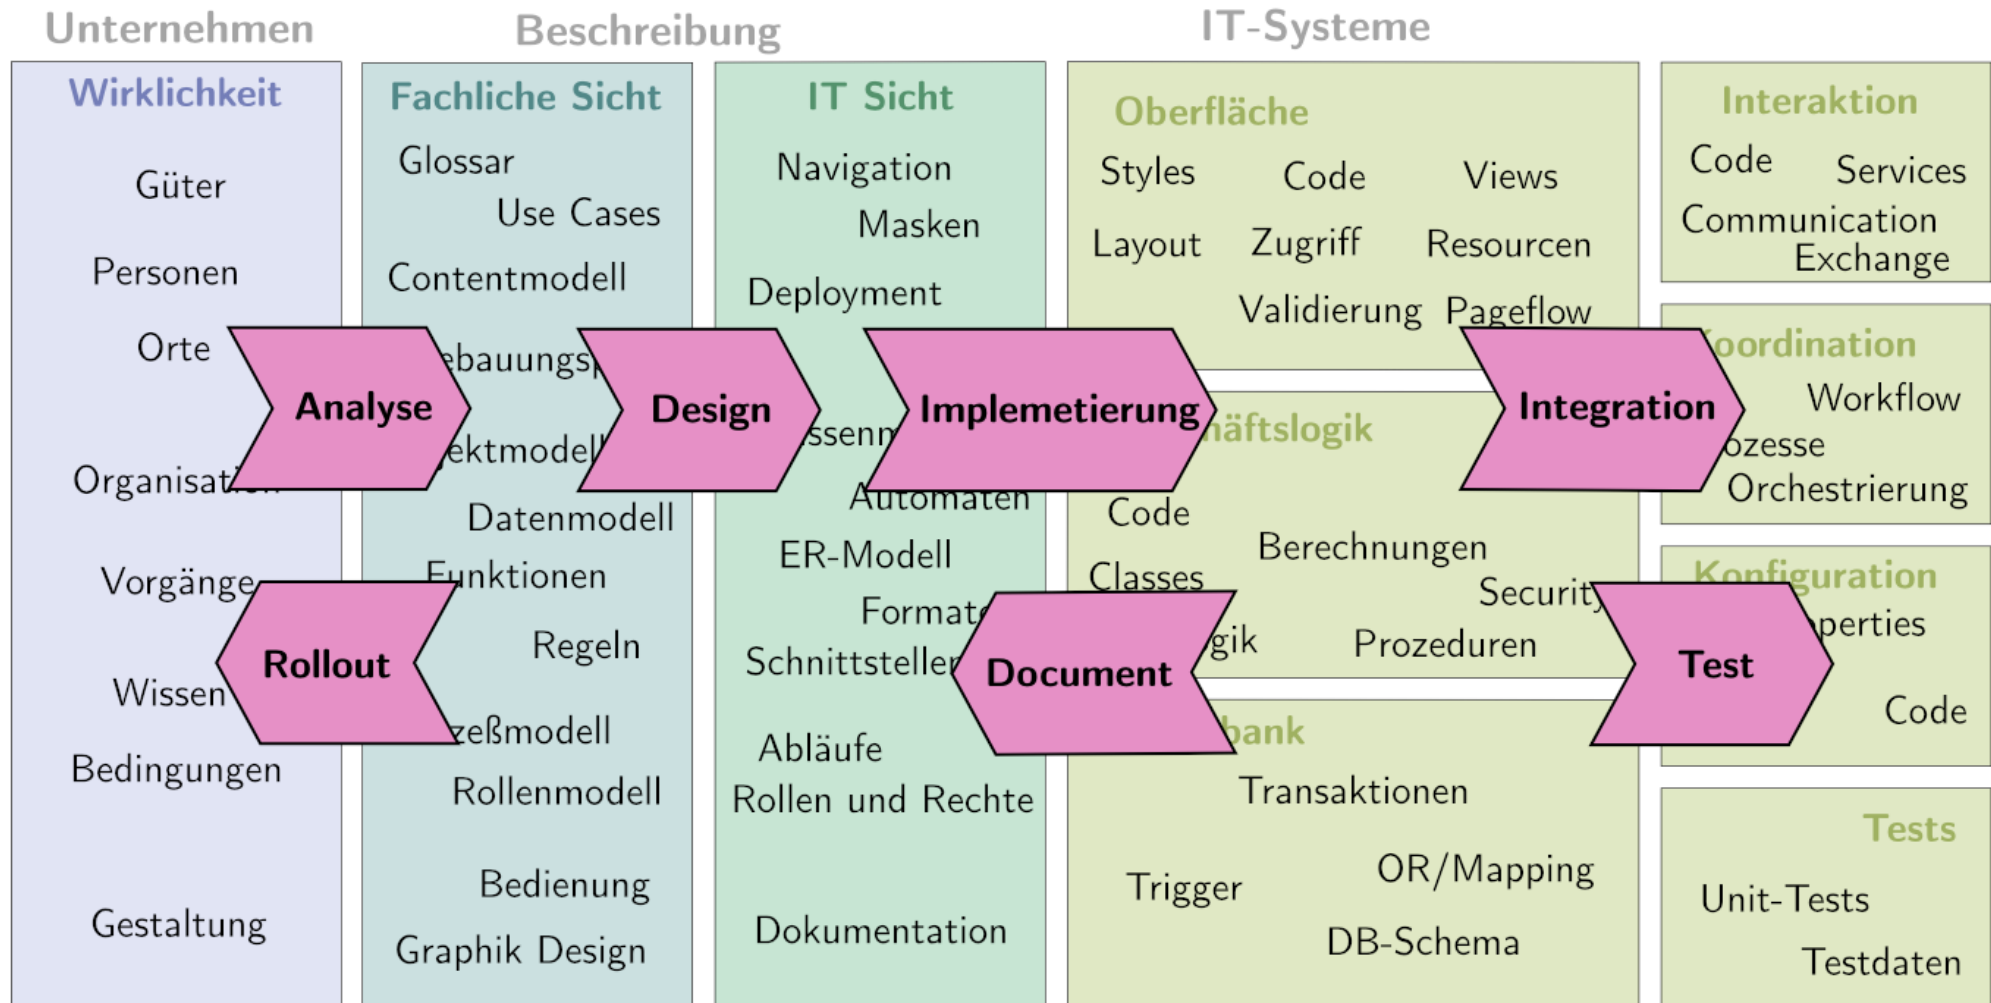 Unternehmen
Beschreibung
IT-Systeme
Wirklichkeit
Güter
Personen
Orte
Vorgänge
Wissen
Bedingungen
Gestaltung
Analyse
Rollout
Fachliche Sicht
Glossar
Use Cases
Contentmodell
Datenmodell
Funktionen
Regeln
Rollenmodell
Bedienung
Graphik Design
Design
IT Sicht
Navigation
Masken
Deployment
Automaten
ER-Modell
Abläufe
Rollen und Rechte
Dokumentation
Implemetierung
Document
Oberfläche
Styles Code Views
Layout Zugriff Resourcen
Validierung Pageflow
Code
Berechnungen
Classes
Security
Prozeduren
Transaktionen
OR/Mapping
Trigger
DB-Schema
Integration
Test
Interaktion
Code Services
Communication
Exchange
Workflow
Orchestrierung
Konfiguration
Code
Tests
Unit-Tests
Testdaten